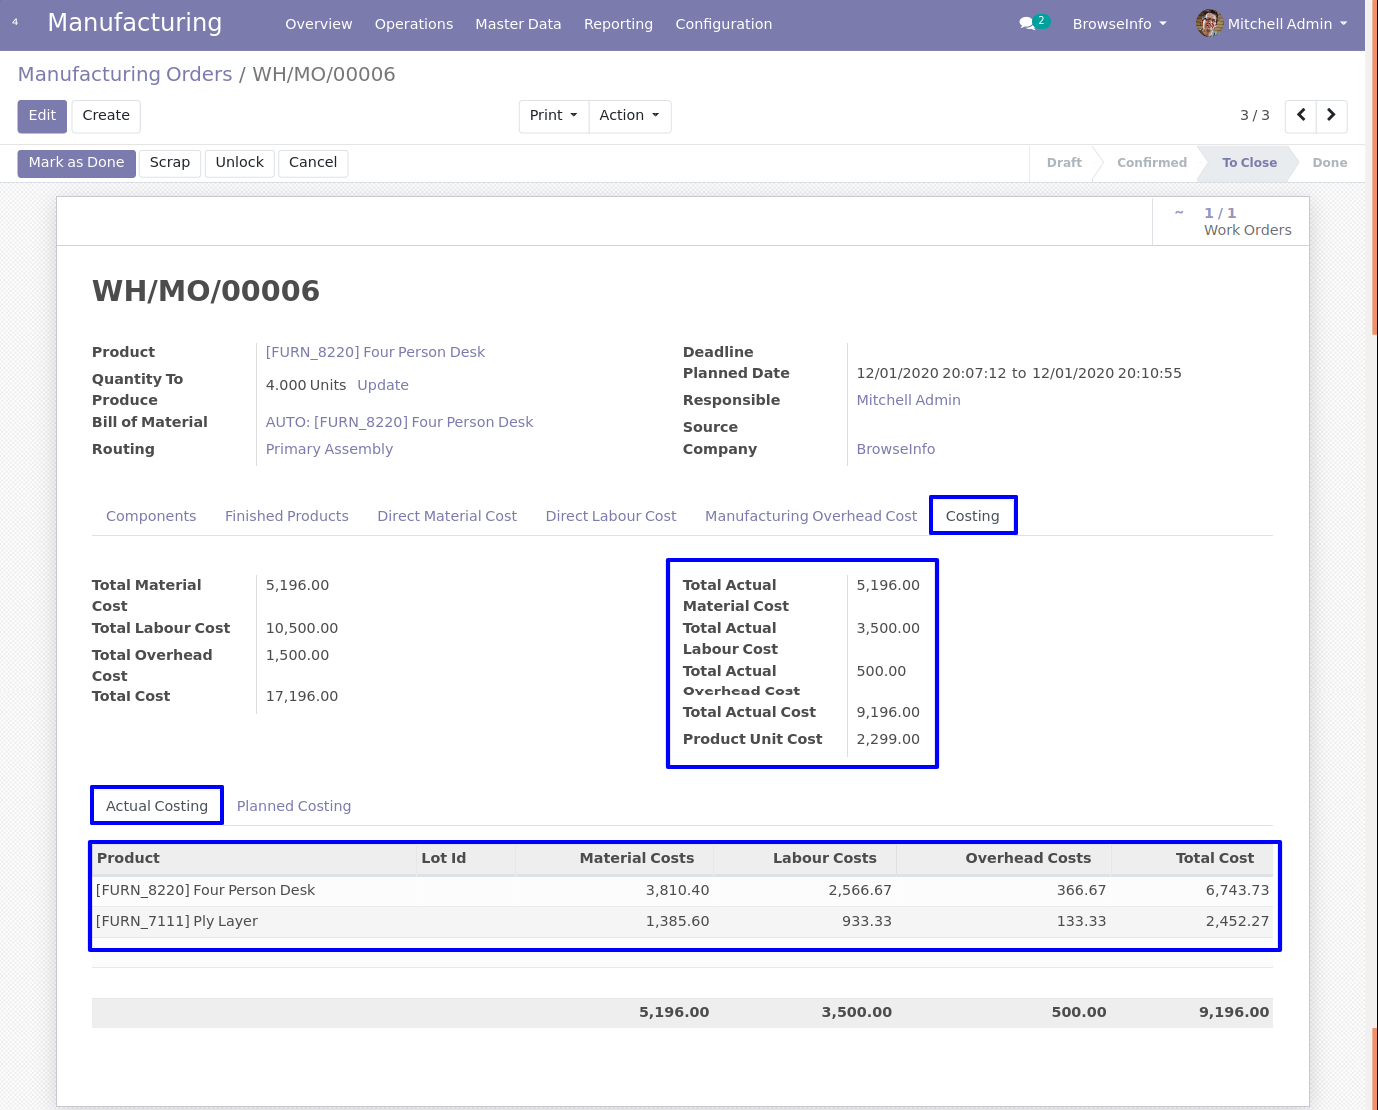 4 Manufacturing Overview Operations Master Data Reporting Configuration 2 BrowseInfo Mitchell Admin
Manufacturing Orders / WH/MO/00006
Edit Create Print Action 3 / 3
Mark as Done Scrap Unlock Cancel Draft Confirmed To Close Done
1 / 1
Work Orders
WH/MO/00006
Product [FURN_8220] Four Person Desk
Quantity To Produce 4.000 Units Update
Bill of Material AUTO: [FURN_8220] Four Person Desk
Routing Primary Assembly
Deadline
Planned Date 12/01/2020 20:07:12 to 12/01/2020 20:10:55
Responsible Mitchell Admin
Source
Company BrowseInfo
Components Finished Products Direct Material Cost Direct Labour Cost Manufacturing Overhead Cost Costing
Total Material Cost 5,196.00
Total Labour Cost 10,500.00
Total Overhead Cost 1,500.00
Total Cost 17,196.00
Total Actual Material Cost 5,196.00
Total Actual Labour Cost 3,500.00
Total Actual Overhead Cost 500.00
Total Actual Cost 9,196.00
Product Unit Cost 2,299.00
Actual Costing Planned Costing
Product Lot Id Material Costs Labour Costs Overhead Costs Total Cost
[FURN_8220] Four Person Desk 3,810.40 2,566.67 366.67 6,743.73
[FURN_7111] Ply Layer 1,385.60 933.33 133.33 2,452.27
5,196.00 3,500.00 500.00 9,196.00